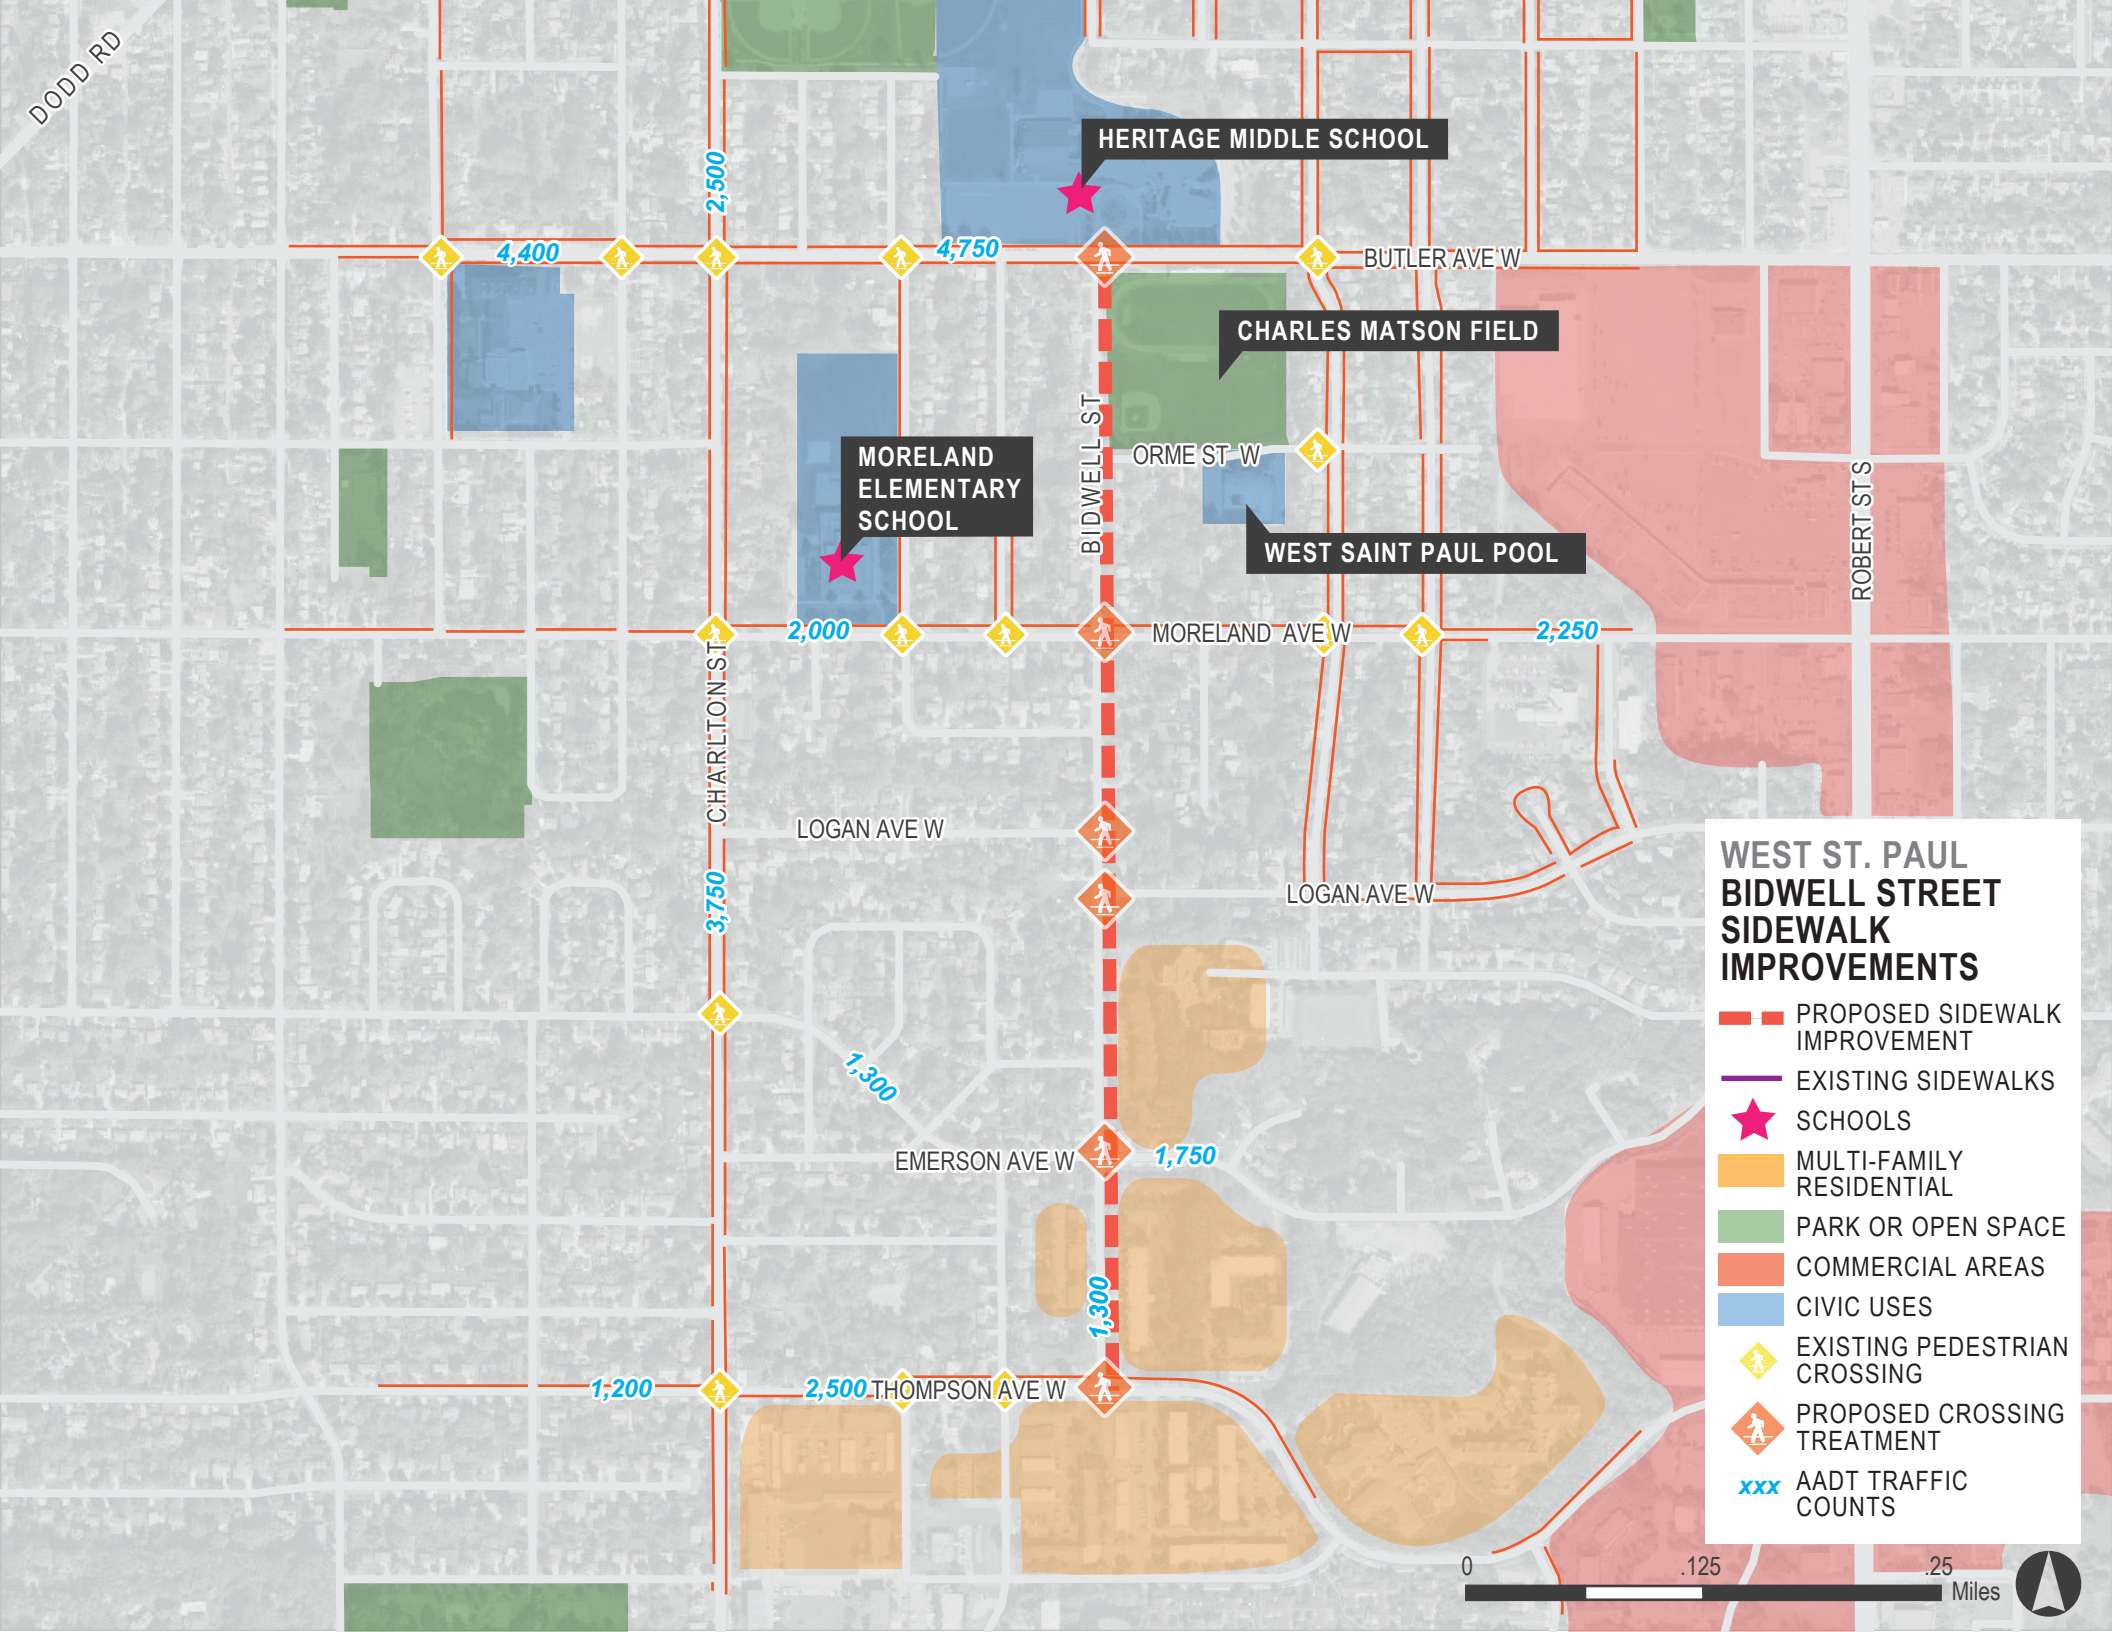 DODD RD
2,500
HERITAGE MIDDLE SCHOOL
4,400
4,750
BUTLER AVE W
CHARLES MATSON FIELD
BIDWELL ST
MORELAND
ELEMENTARY
SCHOOL
ORME ST W
ROBERT ST S
WEST SAINT PAUL POOL
2,000
MORELAND AVE W
2,250
CHARLTON ST
LOGAN AVE W
3,750
LOGAN AVE W
1,300
EMERSON AVE W
1,750
1,300
1,200
2,500
THOMPSON AVE W
WEST ST. PAUL
BIDWELL STREET
SIDEWALK
IMPROVEMENTS
PROPOSED SIDEWALK
IMPROVEMENT
EXISTING SIDEWALKS
SCHOOLS
MULTI-FAMILY
RESIDENTIAL
PARK OR OPEN SPACE
COMMERCIAL AREAS
CIVIC USES
EXISTING PEDESTRIAN
CROSSING
PROPOSED CROSSING
TREATMENT
xxx AADT TRAFFIC
COUNTS
0 .125 .25
Miles